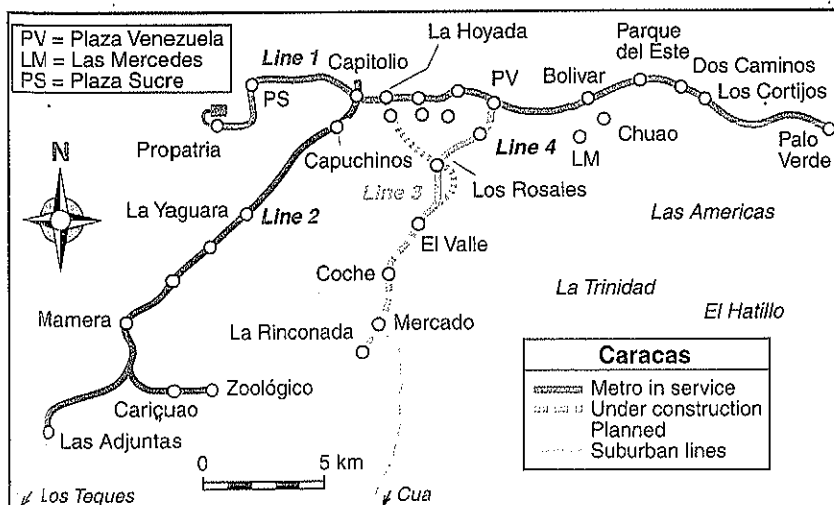 PV = Plaza Venezuela
LM = Las Mercedes
PS = Plaza Sucre
Line 1
Capitolio
La Hoyada
PV
Bolivar
Parque
del Este
Dos Caminos
Los Cortijos
PS
Propatria
Capuchinos
Line 4
LM
Chuao
Palo
Verde
N
La Yaguara
Line 2
Line 3
Los Rosales
Las Americas
El Valle
Coche
La Trinidad
El Hatillo
Mamera
La Rinconada
Mercado
Caracas
Metro in service
Under construction
Planned
Suburban lines
Cariçuao
Zoológico
Las Adjuntas
0
5 km
Los Teques
Cua